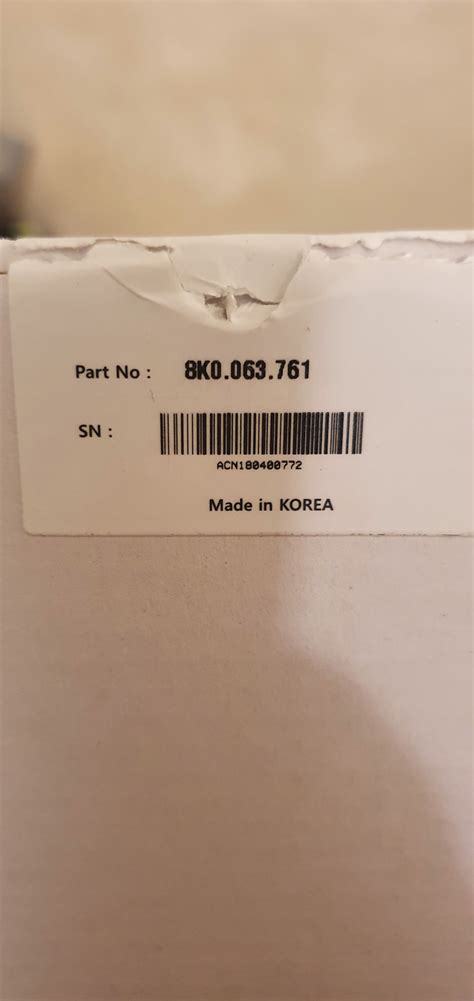 Part No : 8K0.063.761
SN :
ACN180400772
Made in KOREA